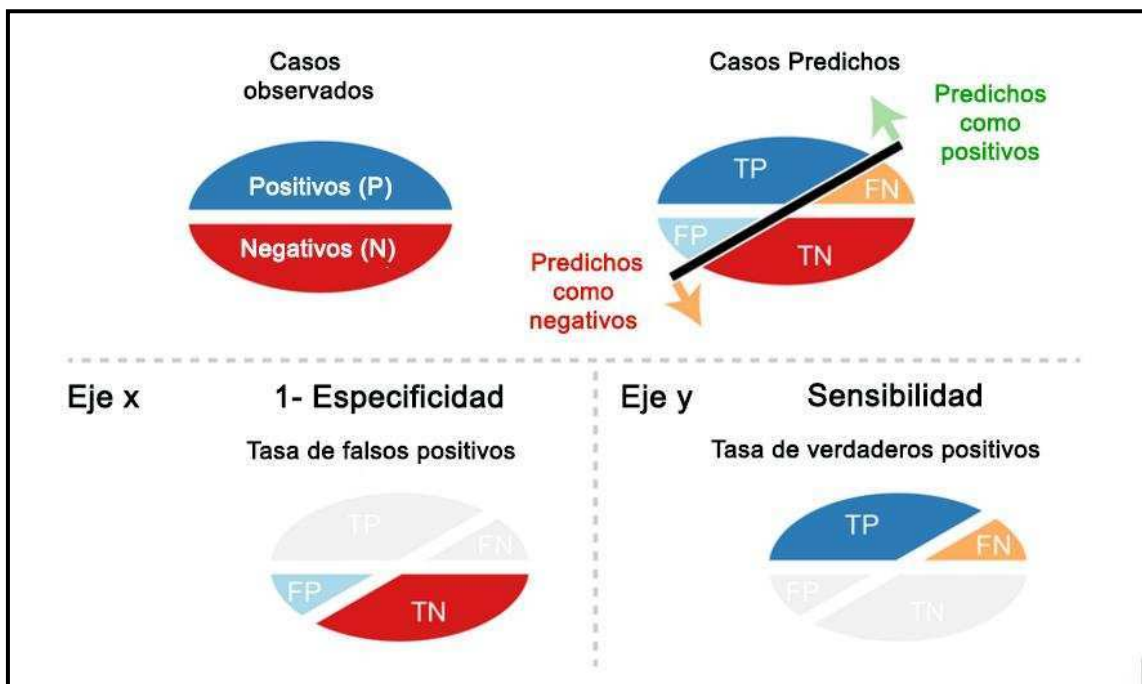 Casos
observados
Positivos (P)
Negativos (N)
Casos Predichos
Predichos
como
positivos
TP
FN
FP
TN
Predichos
como
negativos
Eje x
1- Especificidad
Tasa de falsos positivos
TP
FN
FP
TN
Eje y
Sensibilidad
Tasa de verdaderos positivos
TP
FN
FP
TN